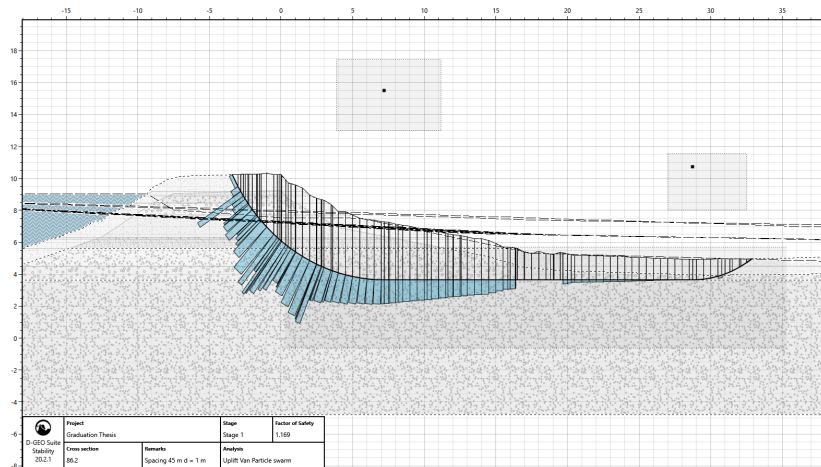 -15 -10 -5 0 5 10 15 20 25 30 35
18
16
14
12
10
8
6
4
2
0
-2
-4
-6
-8
D-GEO Suite
Stability
20.2.1
Project
Graduation Thesis
Stage
Stage 1
Factor of Safety
1.169
Cross section
86.2
Remarks
Spacing 45 m d = 1 m
Analysis
Uplift Van Particle swarm